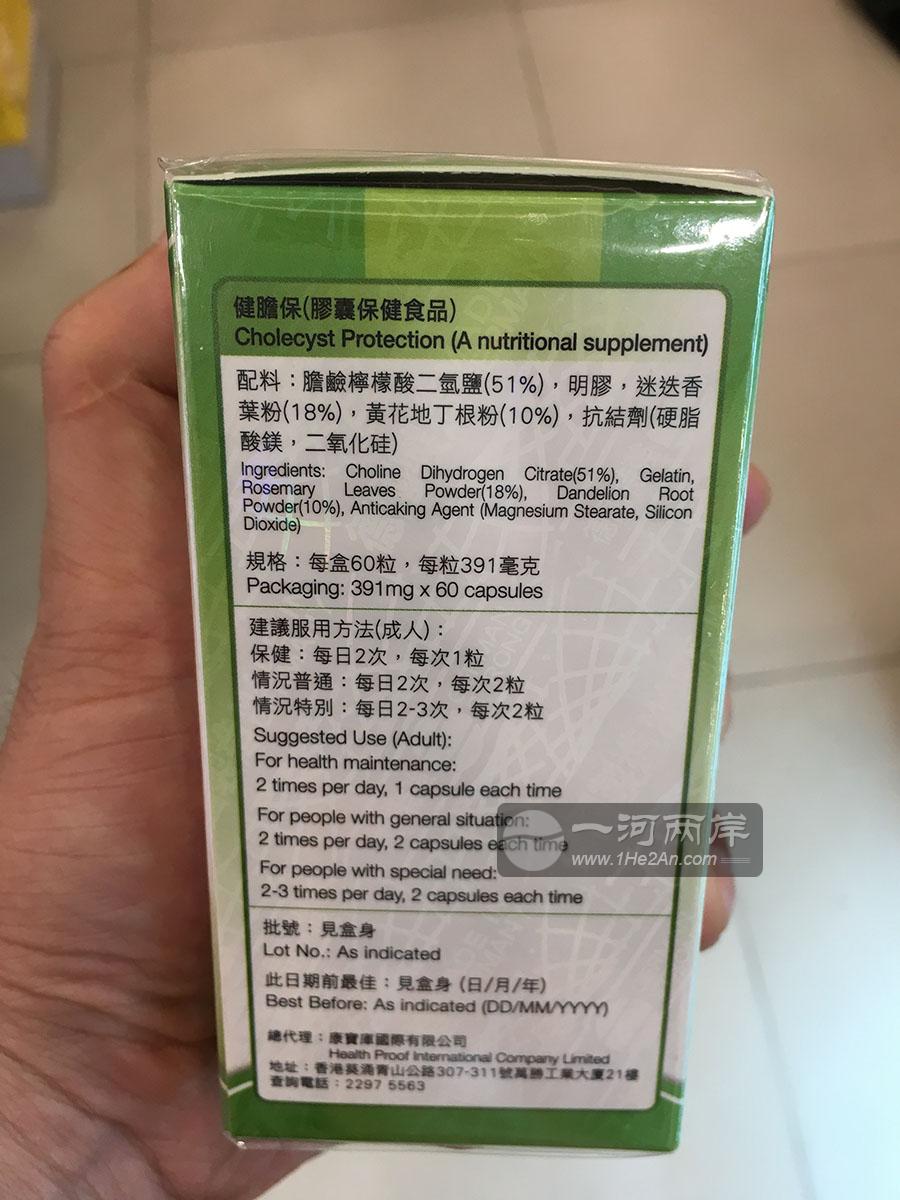 健膽保(膠囊保健食品)
Cholecyst Protection (A nutritional supplement)
配料：膽鹼檸檬酸二氫鹽(51%)，明膠，迷迭香
葉粉(18%)，黃花地丁根粉(10%)，抗結劑(硬脂
酸鎂，二氧化硅)
Ingredients: Choline Dihydrogen Citrate(51%), Gelatin,
Rosemary Leaves Powder(18%), Dandelion Root
Powder(10%), Anticaking Agent (Magnesium Stearate, Silicon
Dioxide)
規格：每盒60粒，每粒391毫克
Packaging: 391mg x 60 capsules
建議服用方法(成人)：
保健：每日2次，每次1粒
情況普通：每日2次，每次2粒
情況特別：每日2-3次，每次2粒
Suggested Use (Adult):
For health maintenance:
2 times per day, 1 capsule each time
For people with general situation:
2 times per day, 2 capsules each time
For people with special need:
2-3 times per day, 2 capsules each time
一河兩岸
www.1He2An.com
批號：見盒身
Lot No.: As indicated
此日期前最佳：見盒身 (日/月/年)
Best Before: As indicated (DD/MM/YYYY)
總代理：康寶庫國際有限公司
Health Proof International Company Limited
地址：香港葵涌青山公路307-311號萬勝工業大廈21樓
查詢電話：2297 5563